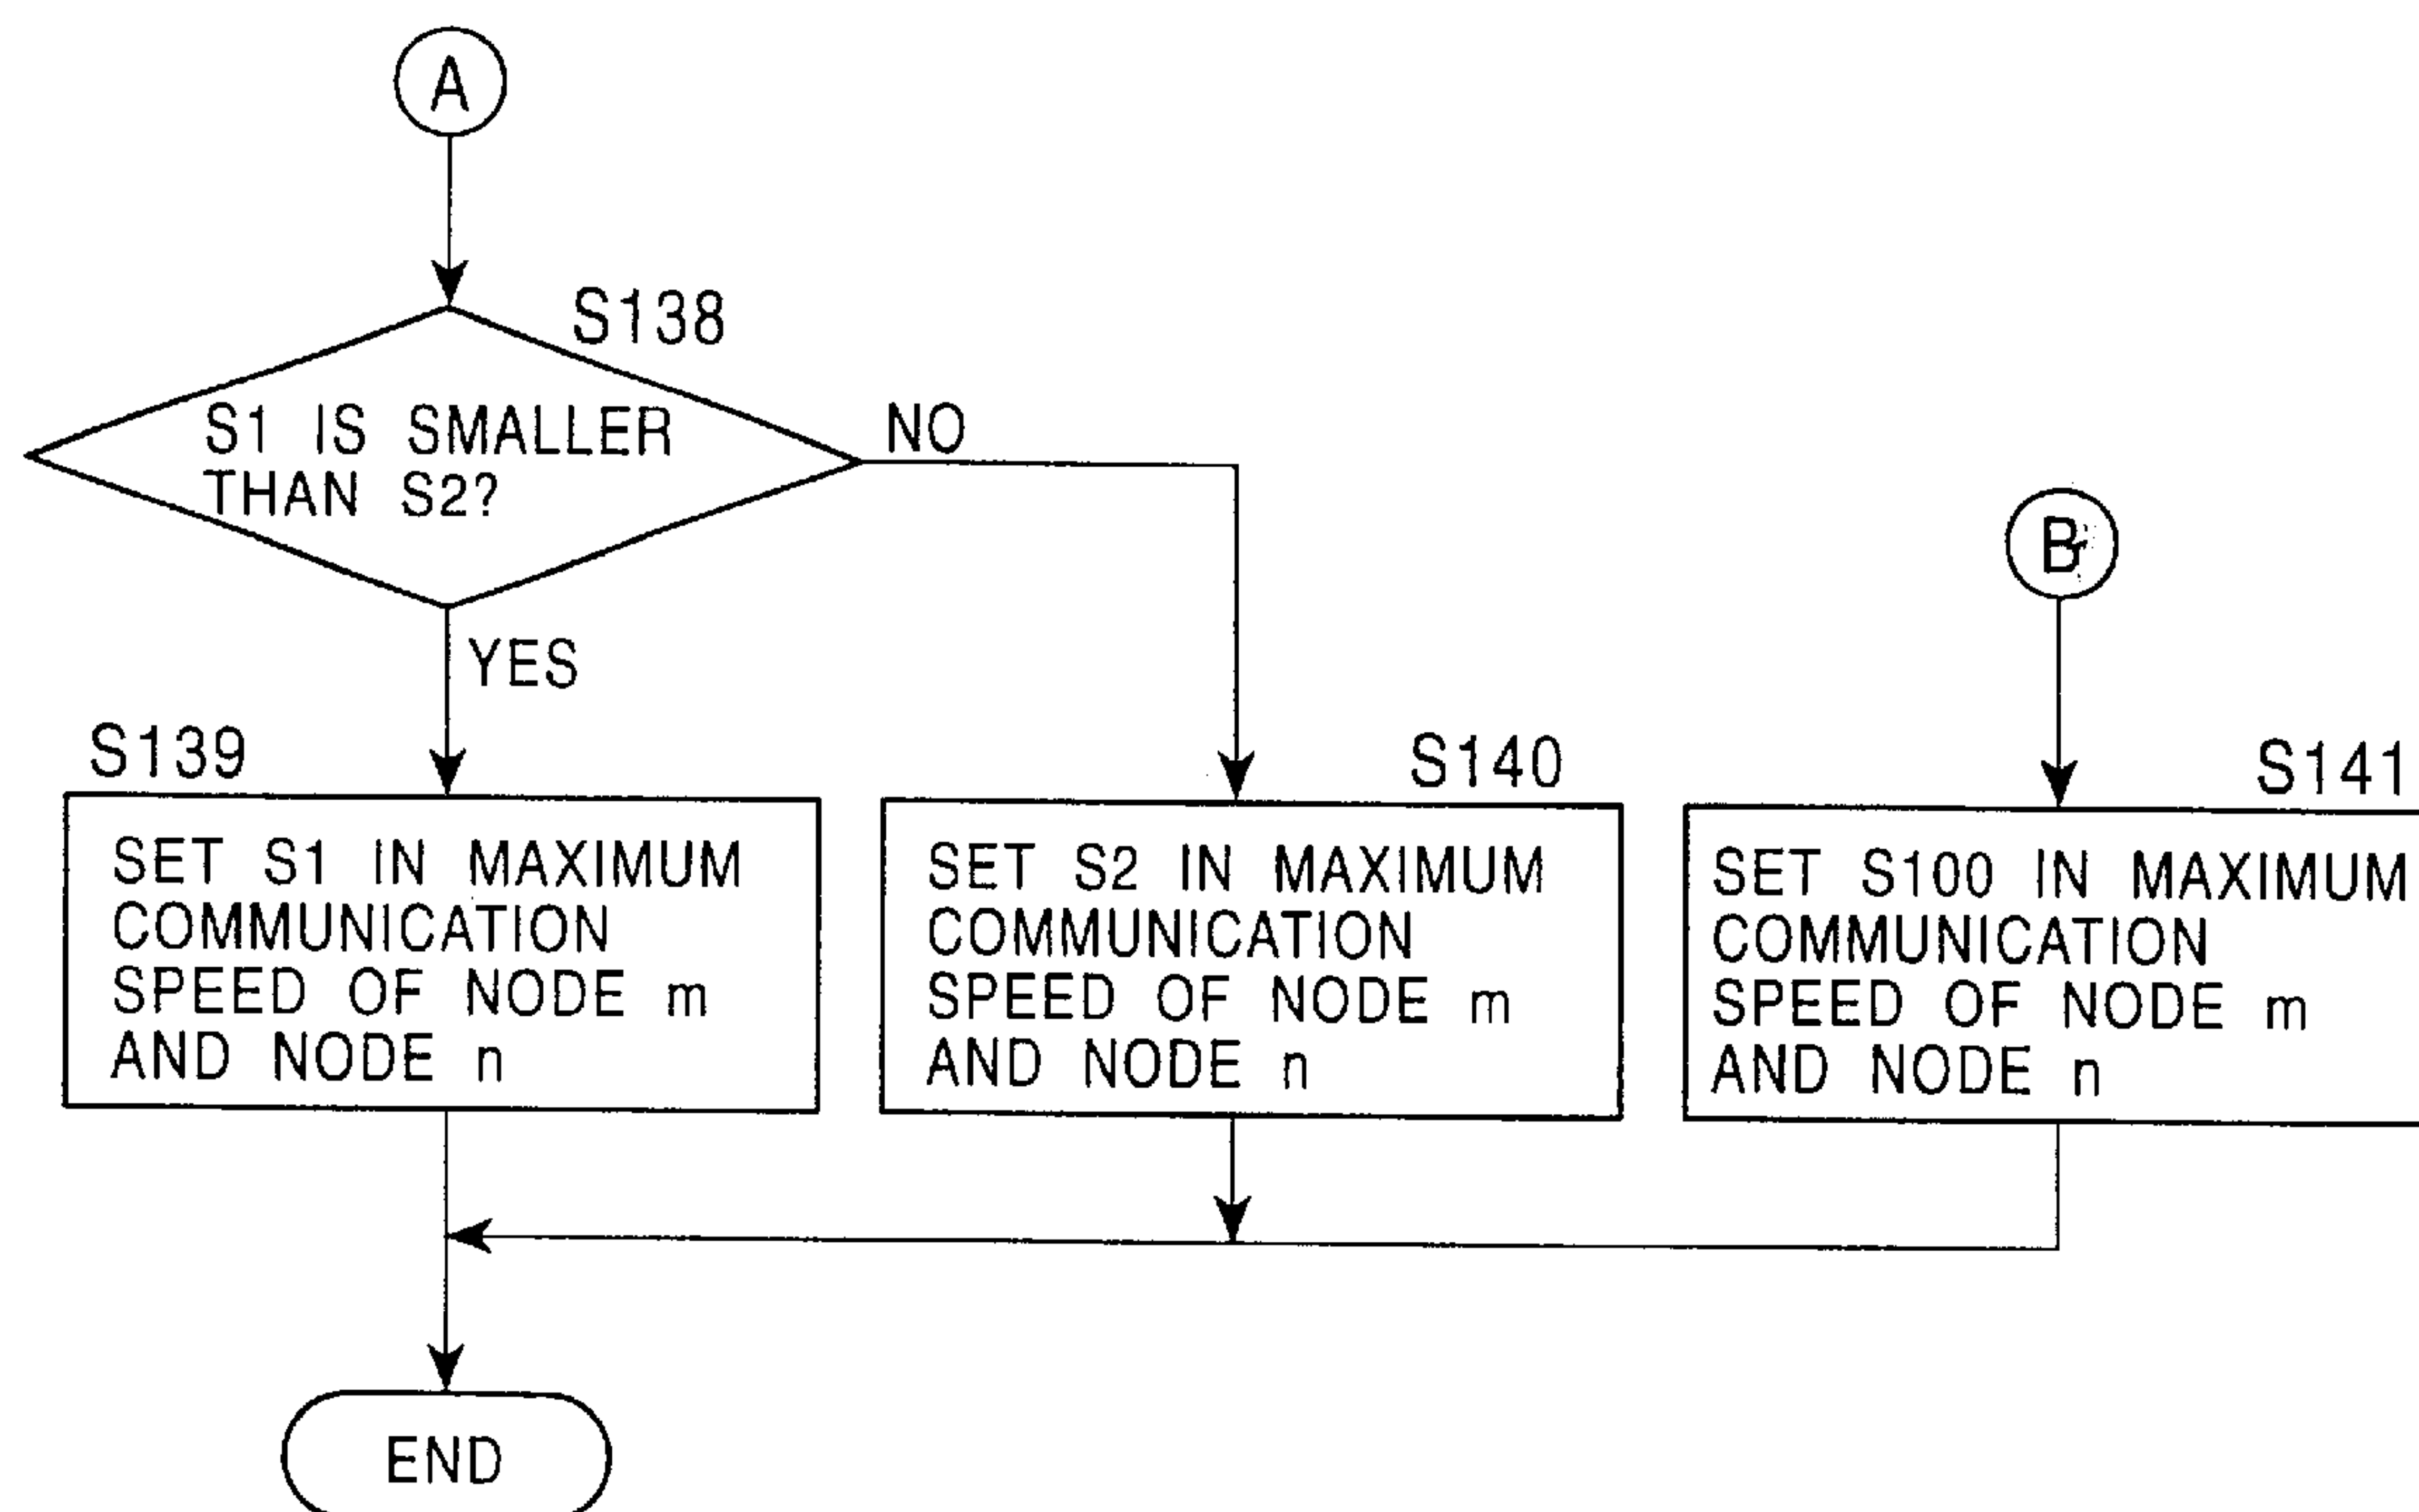 A
S138
S1 IS SMALLER
THAN S2?
NO
YES
B
S139
SET S1 IN MAXIMUM
COMMUNICATION
SPEED OF NODE m
AND NODE n
S140
SET S2 IN MAXIMUM
COMMUNICATION
SPEED OF NODE m
AND NODE n
S141
SET S100 IN MAXIMUM
COMMUNICATION
SPEED OF NODE m
AND NODE n
END